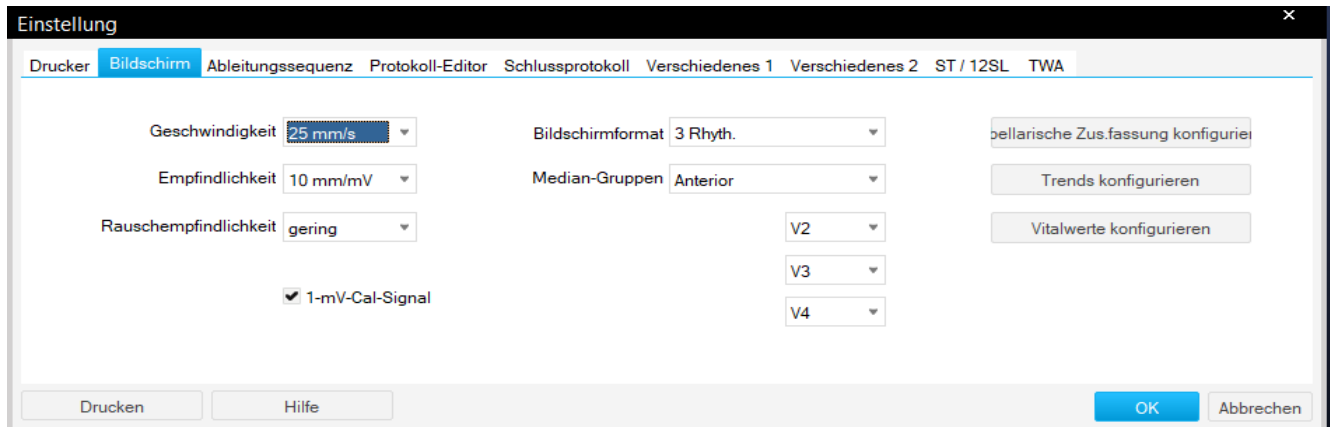 Einstellung
Drucker Bildschirm Ableitungssequenz Protokoll-Editor Schlussprotokoll Verschiedenes 1 Verschiedenes 2 ST / 12SL TWA
Geschwindigkeit 25 mm/s Bildschirmformat 3 Rhyth. bellarische Zus.fassung konfigurier
Empfindlichkeit 10 mm/mV Median-Gruppen Anterior Trends konfigurieren
Rauschempfindlichkeit gering V2 Vitalwerte konfigurieren
V3
1-mV-Cal-Signal
V4
Drucken Hilfe OK Abbrechen